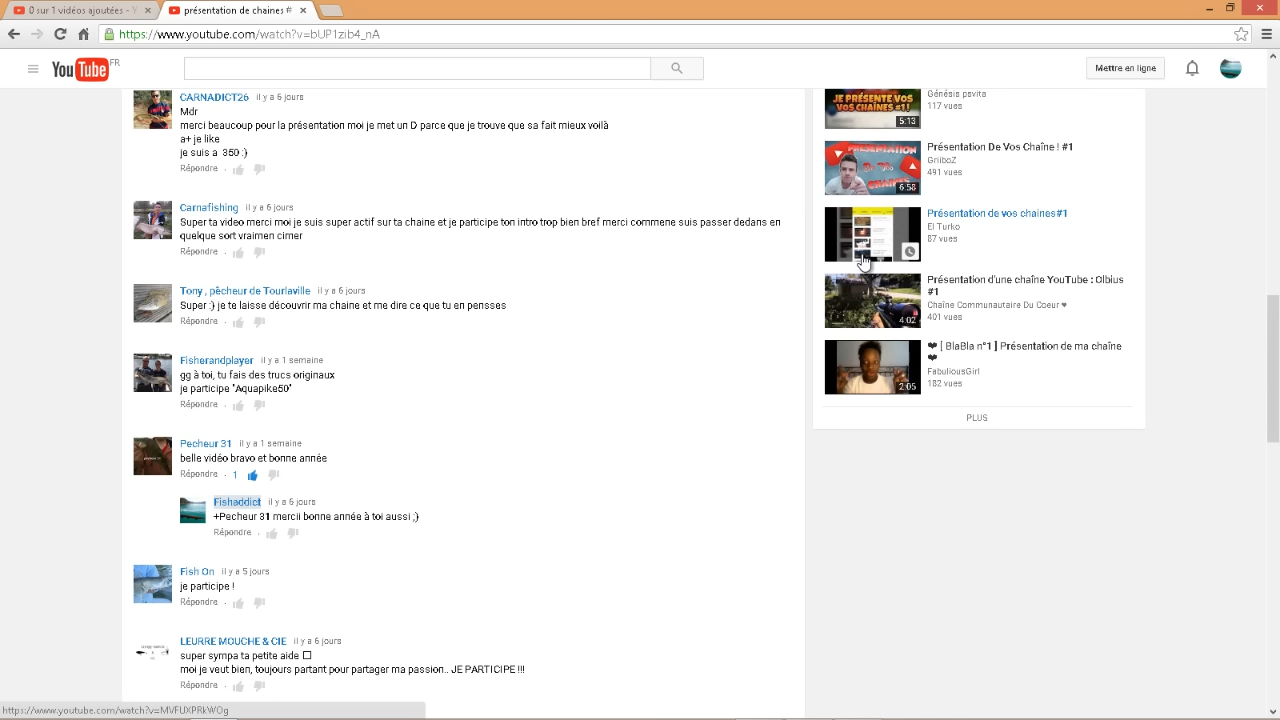 0 sur 1 vidéos ajoutées - Y
présentation de chaines #
https://www.youtube.com/watch?v=bUP1zib4_nA
YouTube FR
Mettre en ligne
CARNADICT26 il y a 6 jours
Mdr
merci beaucoup pour la présentation moi je mit un D parce que je trouve que sa fait mieux voilà
a+ je like
je suis a 350 :)
Répondre
Carnafishing il y a 6 jours
Super ta vidéo merci moi je suis super actif sur ta chaine donc participe ton intro trop bien bref merci commene suis passer dedans en
quelque sort vraimen cimer
Répondre
Tony . pecheur de Tourlaville il y a 6 jours
Super :) je te laisse découvrir ma chaine et me dire ce que tu en pensses
Répondre
Fisherandplayer il y a 1 semaine
gg à toi, tu fais des trucs originaux
je participe "Aquapike50"
Répondre
Pecheur 31 il y a 1 semaine
belle vidéo bravo et bonne année
Répondre 1
Fishaddict il y a 6 jours
+Pecheur 31 mercii bonne année à toi aussi ;)
Répondre
Fish On il y a 5 jours
je participe !
Répondre
LEURRE MOUCHE & CIE il y a 6 jours
super sympa ta petite aide
moi je veut bien, toujours partant pour partager ma passion.. JE PARTICIPE !!!
Répondre
JE PRÉSENTE VOS
VOS CHAÎNES #1!
5:13
Génésis psvita
117 vues
PRESENTATION
6:58
Présentation De Vos Chaîne ! #1
GriiboZ
491 vues
Présentation de vos chaines#1
El Turko
87 vues
4:02
Présentation d'une chaîne YouTube : Olbius
#1
Chaîne Communautaire Du Coeur ♥
401 vues
2:05
❤ [ BlaBla n°1 ] Présentation de ma chaîne
❤
FabuliousGirl
182 vues
PLUS
https://www.youtube.com/watch?v=MVFUXPRkWOg